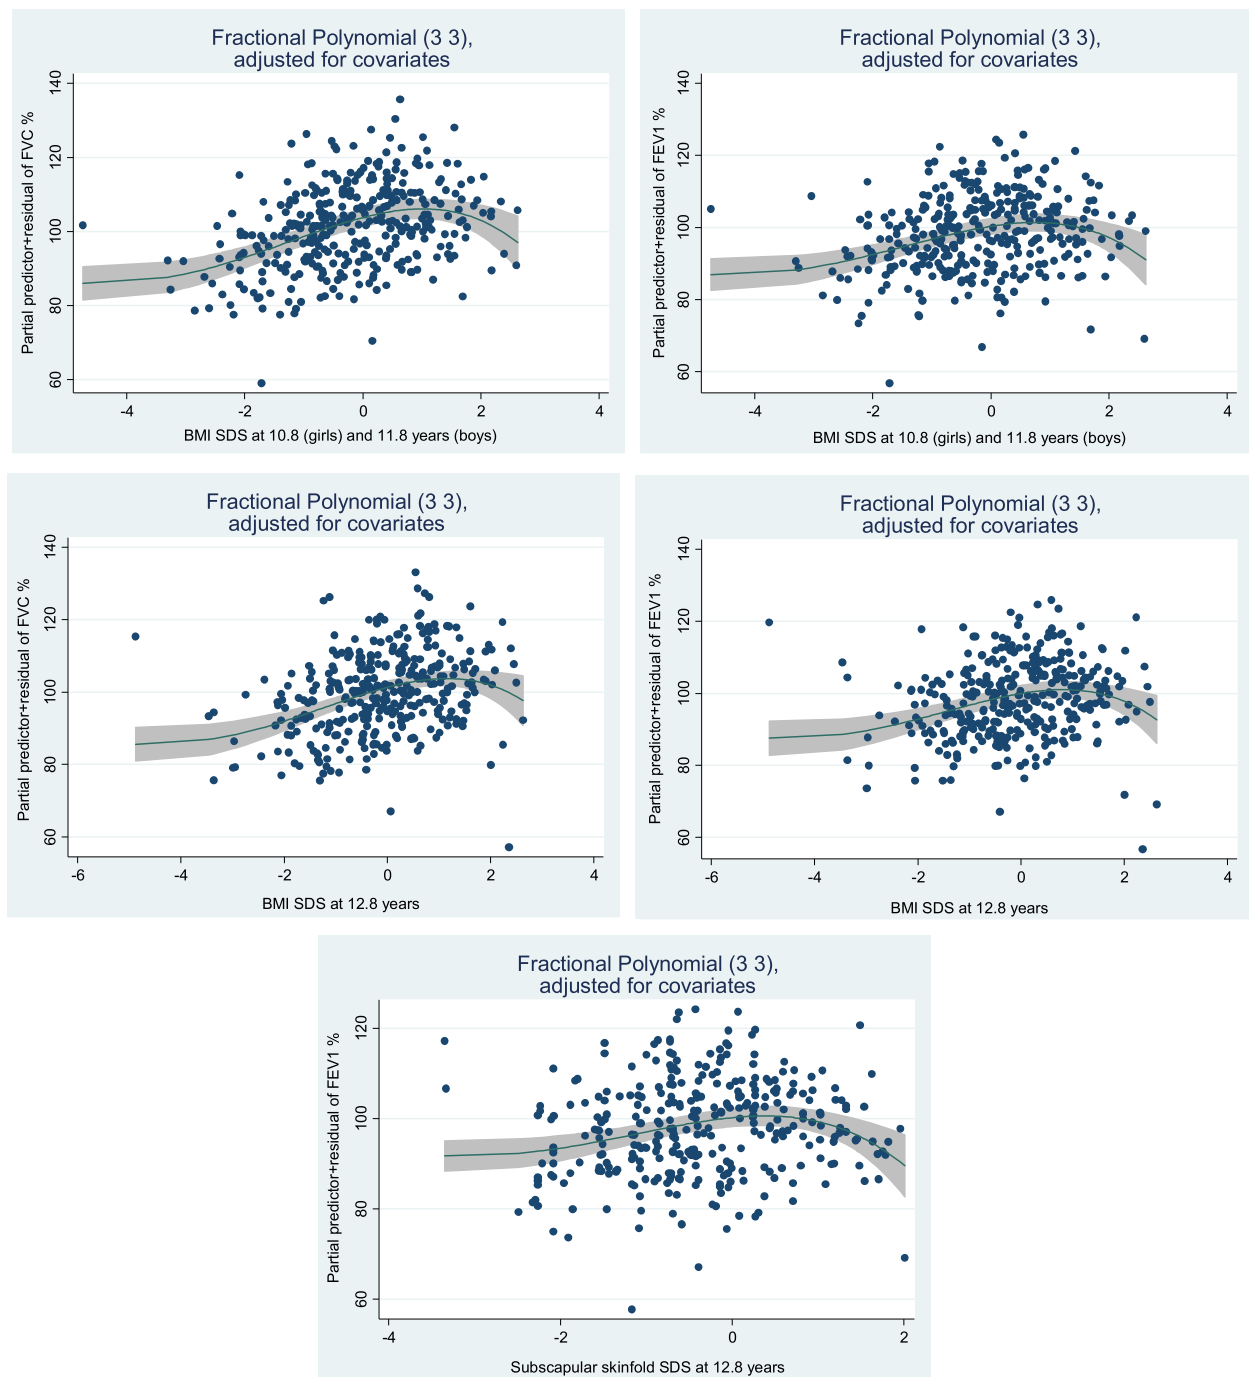 Fractional Polynomial (3 3),
adjusted for covariates
Partial predictor+residual of FVC %
140
120
100
80
60
-4
-2
0
2
4
BMI SDS at 10.8 (girls) and 11.8 years (boys)
Fractional Polynomial (3 3),
adjusted for covariates
Partial predictor+residual of FEV1 %
140
120
100
80
60
-4
-2
0
2
4
BMI SDS at 10.8 (girls) and 11.8 years (boys)
Fractional Polynomial (3 3),
adjusted for covariates
Partial predictor+residual of FVC %
140
120
100
80
60
-6
-4
-2
0
2
4
BMI SDS at 12.8 years
Fractional Polynomial (3 3),
adjusted for covariates
Partial predictor+residual of FEV1 %
140
120
100
80
60
-6
-4
-2
0
2
4
BMI SDS at 12.8 years
Fractional Polynomial (3 3),
adjusted for covariates
Partial predictor+residual of FEV1 %
120
100
80
60
-4
-2
0
2
Subscapular skinfold SDS at 12.8 years